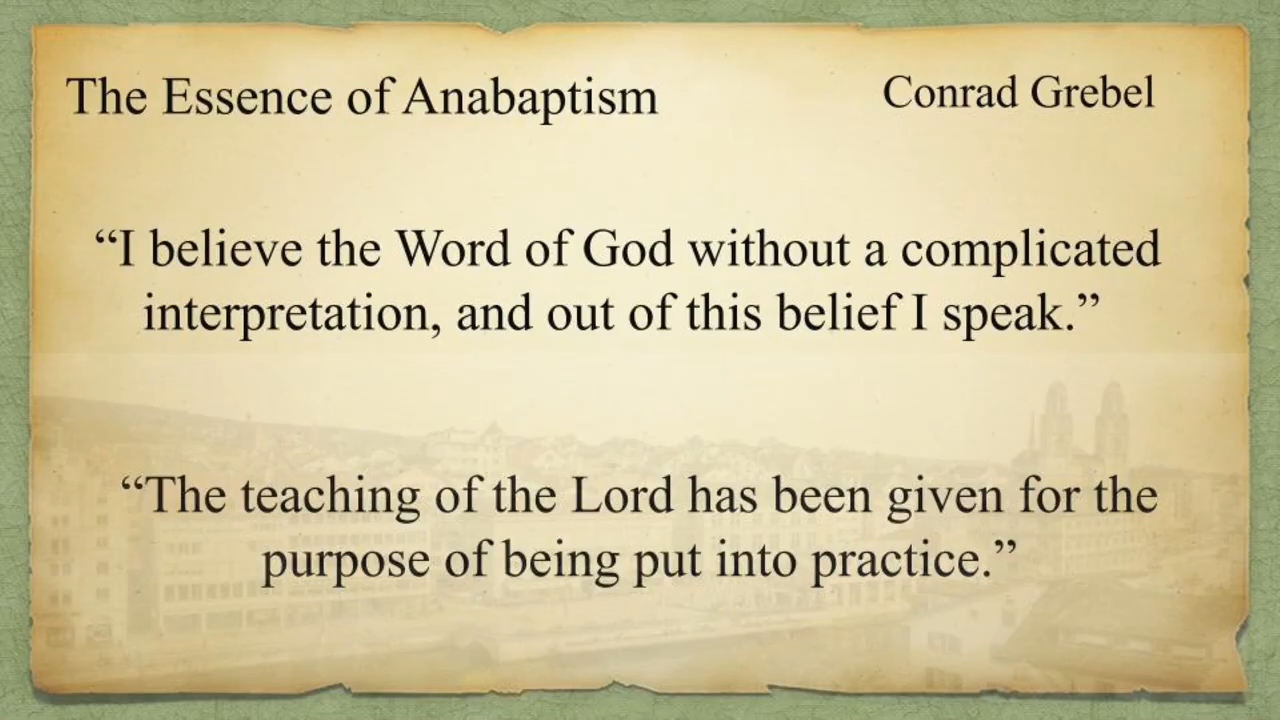 The Essence of Anabaptism
Conrad Grebel
“I believe the Word of God without a complicated
interpretation, and out of this belief I speak.”
“The teaching of the Lord has been given for the
purpose of being put into practice.”